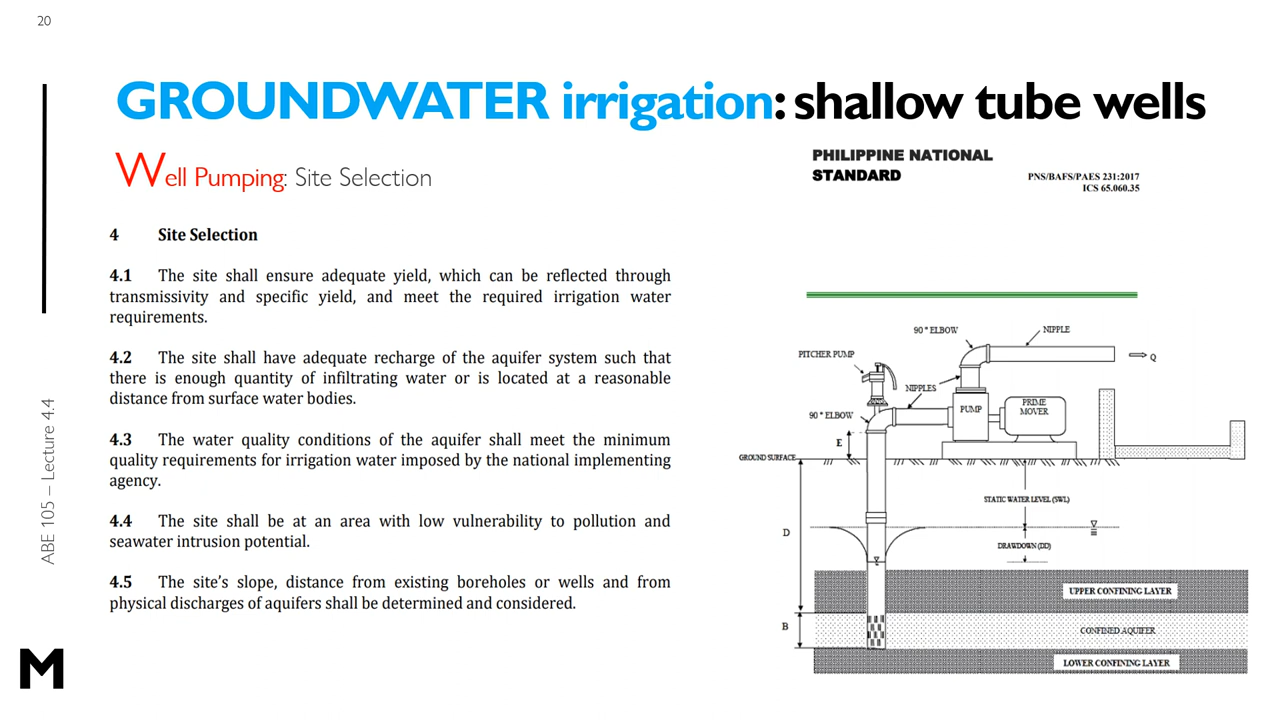 20
GROUNDWATER irrigation: shallow tube wells
Well Pumping: Site Selection
PHILIPPINE NATIONAL
STANDARD
PNS/BAFS/PAES 231:2017
ICS 65.060.35
4 Site Selection
4.1 The site shall ensure adequate yield, which can be reflected through
transmissivity and specific yield, and meet the required irrigation water
requirements.
4.2 The site shall have adequate recharge of the aquifer system such that
there is enough quantity of infiltrating water or is located at a reasonable
distance from surface water bodies.
4.3 The water quality conditions of the aquifer shall meet the minimum
quality requirements for irrigation water imposed by the national implementing
agency.
4.4 The site shall be at an area with low vulnerability to pollution and
seawater intrusion potential.
4.5 The site's slope, distance from existing boreholes or wells and from
physical discharges of aquifers shall be determined and considered.
90° ELBOW
NIPPLE
PITCHER PUMP
Q
NIPPLES
PUMP
PRIME
MOVER
90° ELBOW
E
GROUND SURFACE
STATIC WATER LEVEL (SWL)
D
DRAWDOWN (DD)
UPPER CONFINING LAYER
B
CONFINED AQUIFER
LOWER CONFINING LAYER
ABE 105 – Lecture 4.4
M